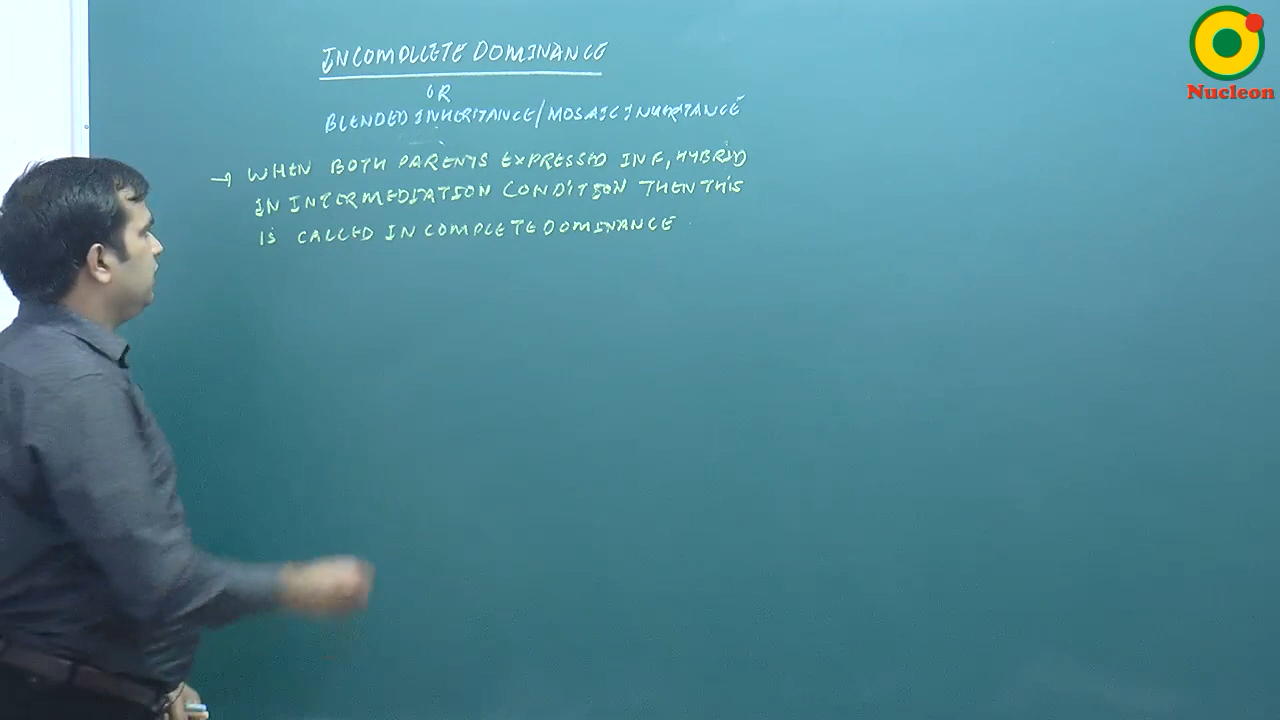 INCOMPLETE DOMINANCE
OR
BLENDED INHERITANCE/MOSAIC INHERITANCE
→ WHEN BOTH PARENTS EXPRESSED IN F1 HYBRID
IN INTERMEDIATION CONDITION THEN THIS
IS CALLED INCOMPLETE DOMINANCE.
Nucleon